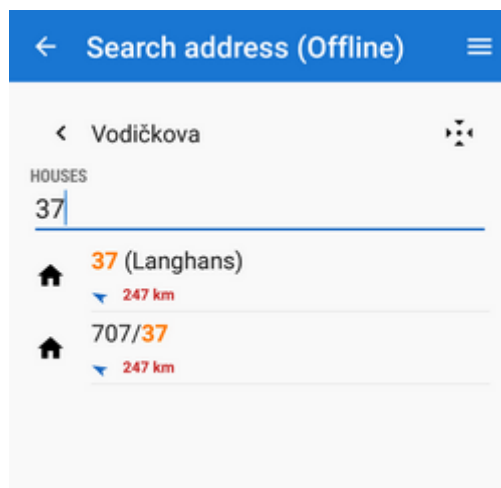 Search address (Offline)
Vodičkova
HOUSES
37
37 (Langhans)
247 km
707/37
247 km